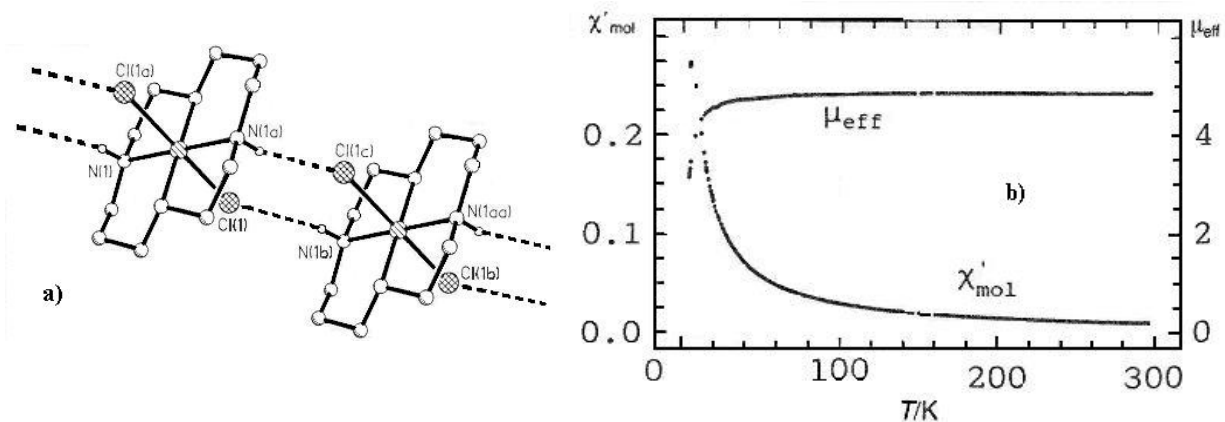 Cl(1a)
N(1a)
N(1)
Cl(1c)
Cl(1)
N(1aa)
N(1b)
Cl(1b)
a)
χ'mol
μeff
0.2
0.1
0.0
4
2
0
μeff
b)
χ'mol
0
100
200
300
T/K